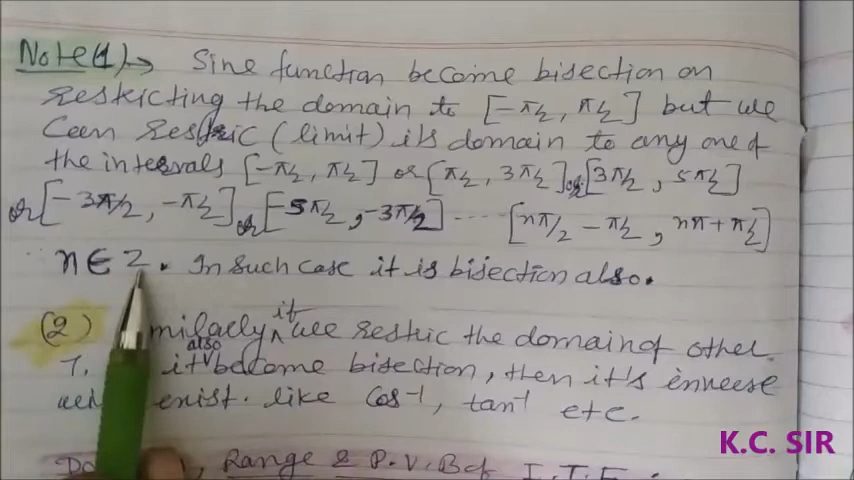 Note(1)→ Sine function become bisection on
restricting the domain to [-π/2, π/2] but we
Ceen Restric (limit) its domain to any one of
the intervals [-π/2, π/2] or [π/2, 3π/2] or [3π/2, 5π/2]
or [-3π/2, -π/2] or [-5π/2, -3π/2] ---- [nπ/2 - π/2, nπ+π/2]
n ∈ Z. In such case it is bisection also.
(2) milarly it we restric the domain of other
T. it also become bisection, then it's inverse
exist. like Cos⁻¹, tan⁻¹ etc.
Range & P.V.B of I.T.F.
K.C. SIR